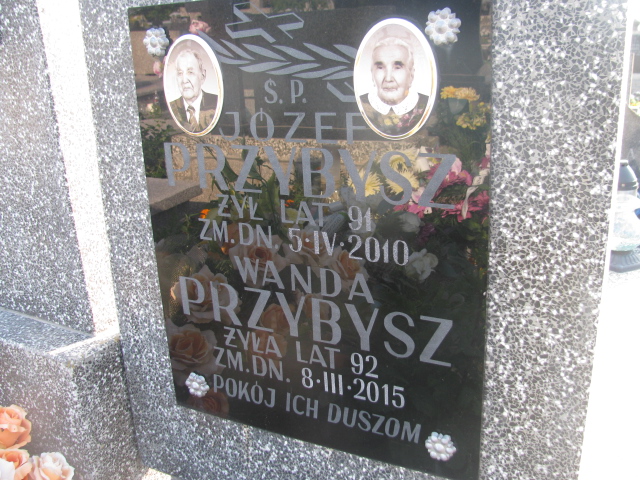 Ś.P.
JÓZEF
PRZYBYSZ
ŻYŁ LAT 91
ZM. DN. 5·IV·2010
WANDA
PRZYBYSZ
ŻYŁA LAT 92
ZM. DN. 8·III·2015
POKÓJ ICH DUSZOM